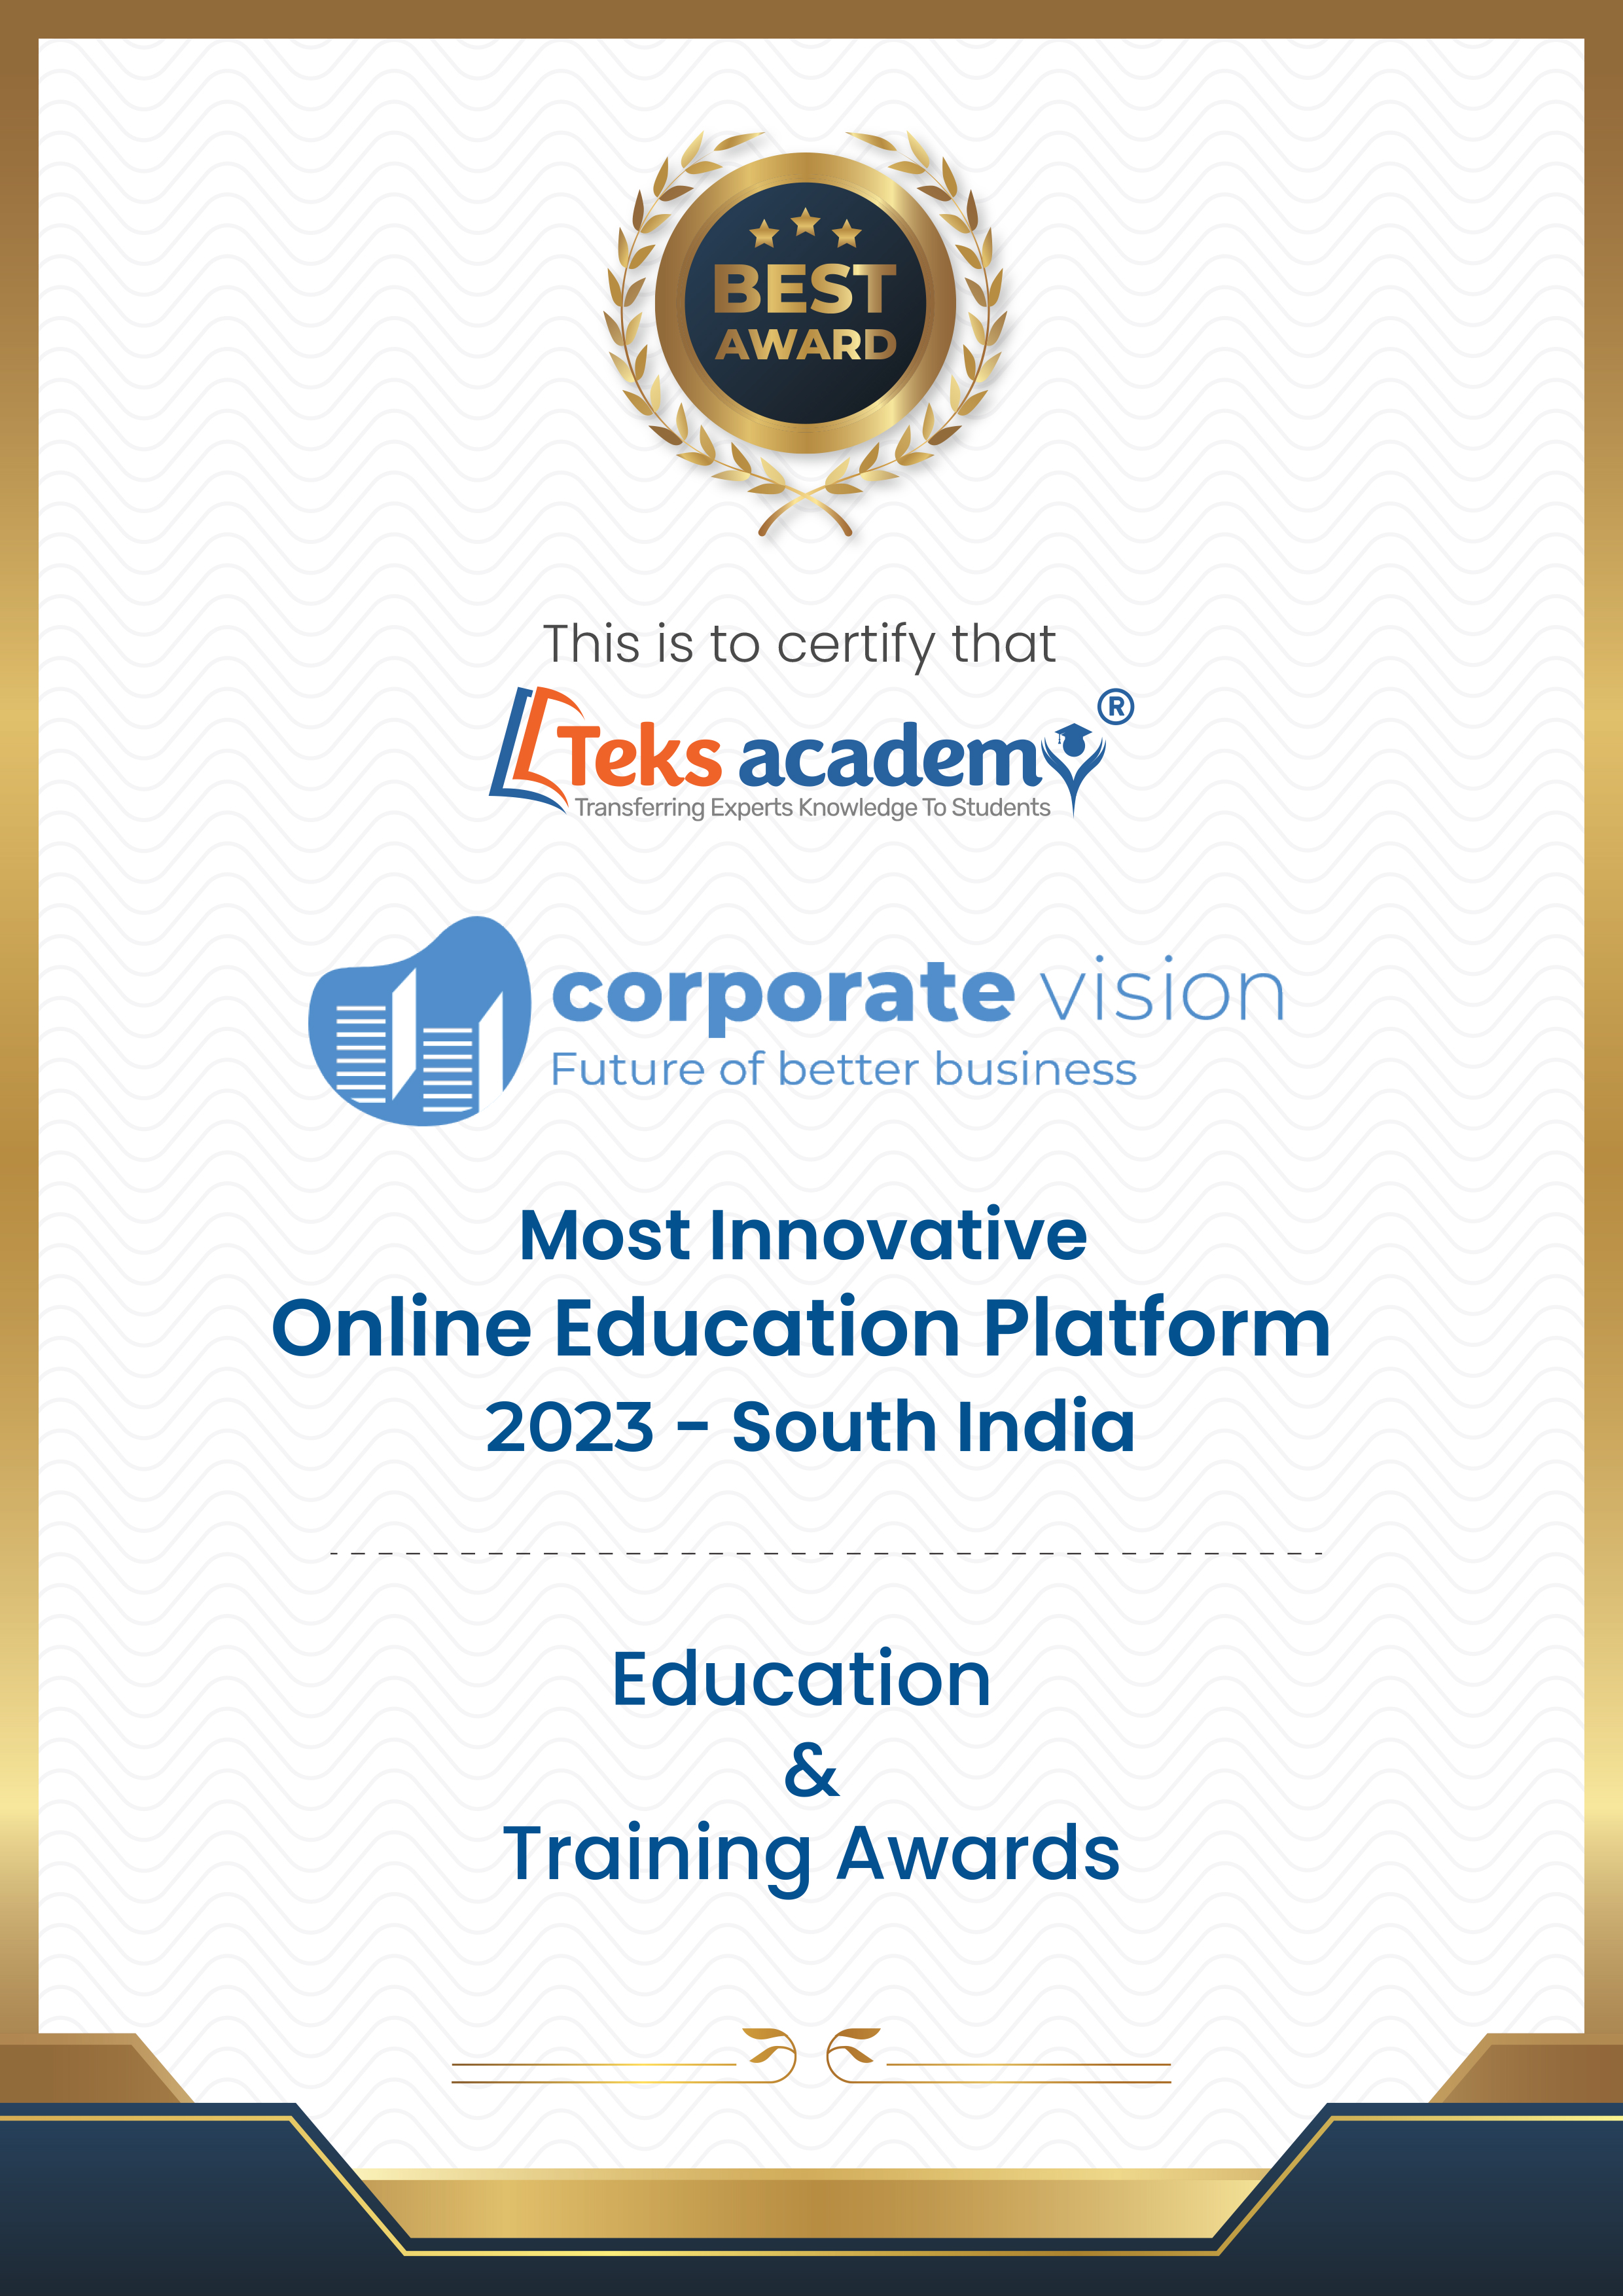 BEST
AWARD
This is to certify that
Teks academy ®
Transferring Experts Knowledge To Students
corporate vision
Future of better business
Most Innovative
Online Education Platform
2023 - South India
Education
&
Training Awards